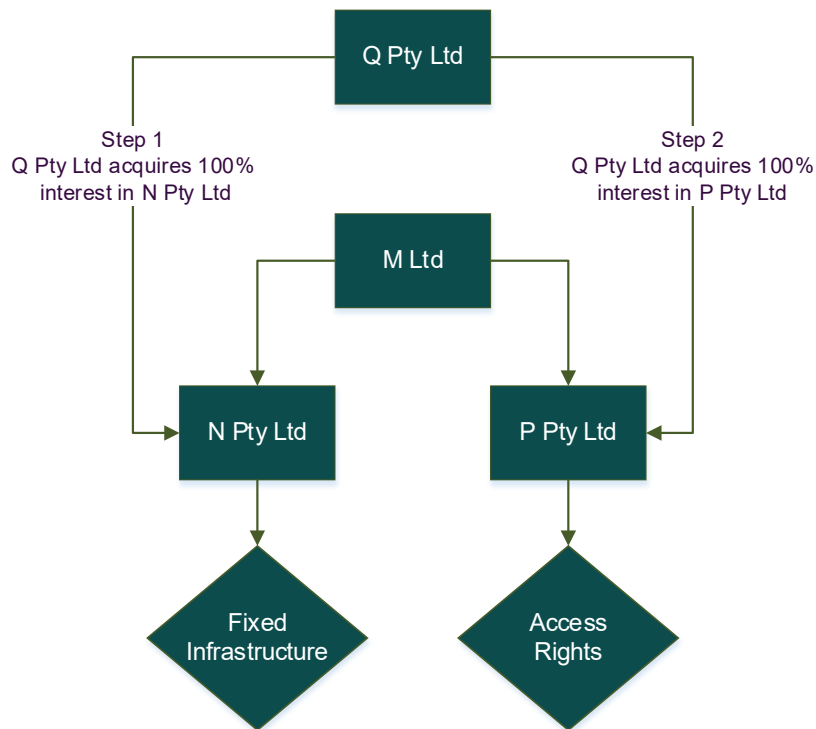 Q Pty Ltd
Step 1
Q Pty Ltd acquires 100%
interest in N Pty Ltd
Step 2
Q Pty Ltd acquires 100%
interest in P Pty Ltd
M Ltd
N Pty Ltd
P Pty Ltd
Fixed
Infrastructure
Access
Rights